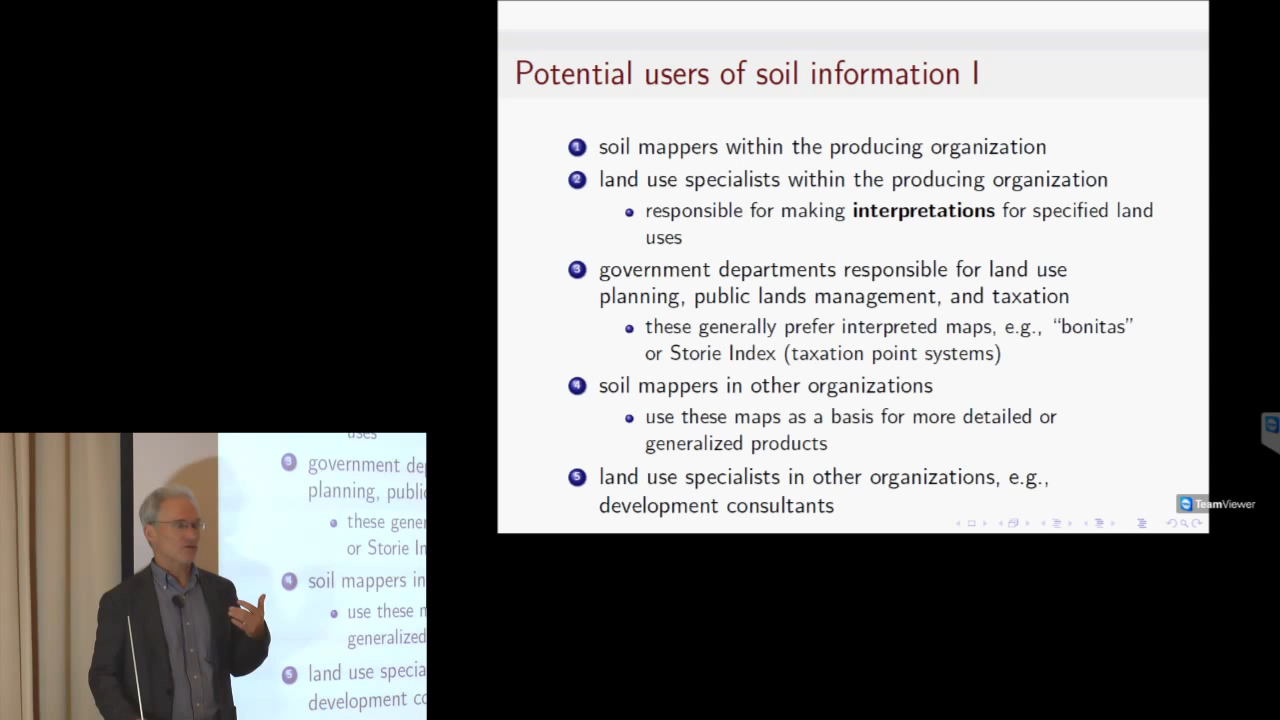 Potential users of soil information I
1 soil mappers within the producing organization
2 land use specialists within the producing organization
responsible for making interpretations for specified land
uses
3 government departments responsible for land use
planning, public lands management, and taxation
these generally prefer interpreted maps, e.g., “bonitas”
or Storie Index (taxation point systems)
4 soil mappers in other organizations
use these maps as a basis for more detailed or
generalized products
5 land use specialists in other organizations, e.g.,
development consultants
TeamViewer
uses
3 government de
planning, public
these gener
or Storie In
4 soil mappers in
use these m
generalized
5 land use specia
development co